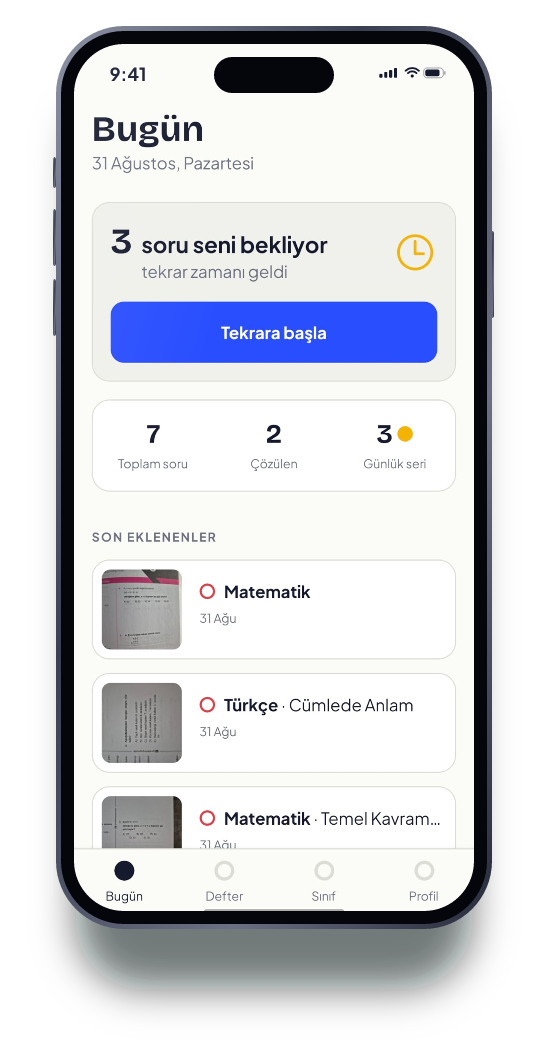 9:41
Bugün
31 Ağustos, Pazartesi
3 soru seni bekliyor
tekrar zamanı geldi
Tekrara başla
7
2
3
Toplam soru
Çözülen
Günlük seri
SON EKLENENLER
Matematik
31 Ağu
Türkçe · Cümlede Anlam
31 Ağu
Matematik · Temel Kavram...
31 Ağu
Bugün
Defter
Sınıf
Profil